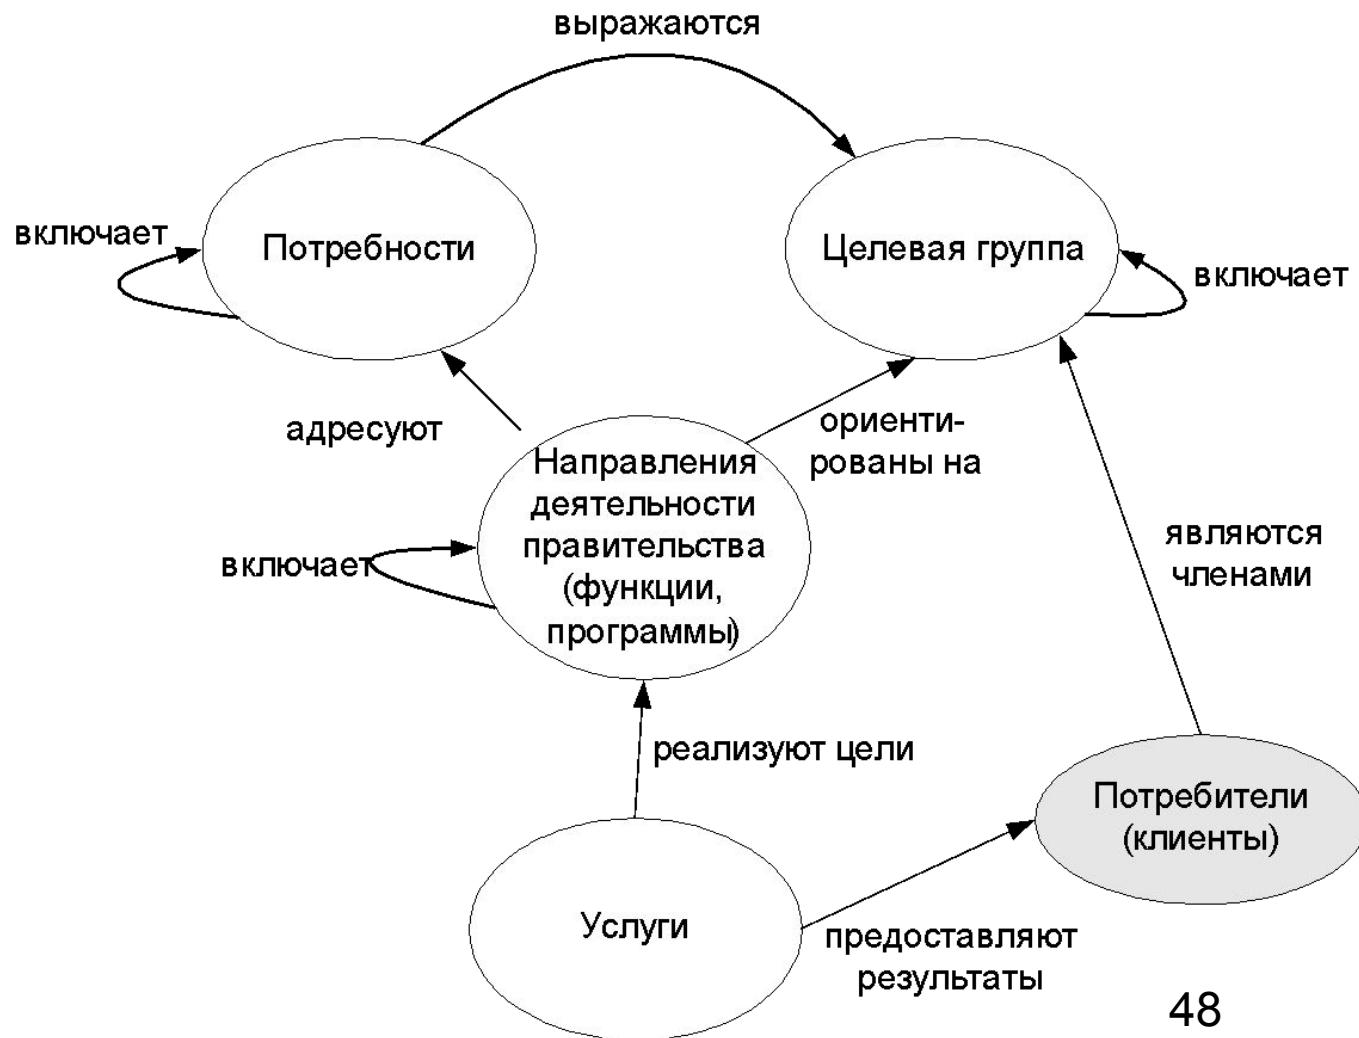 выражаются
включает
Потребности
Целевая группа
включает
адресуют
ориенти-
рованы на
Направления
деятельности
правительства
(функции,
программы)
включает
являются
членами
реализуют цели
Потребители
(клиенты)
Услуги
предоставляют
результаты
48